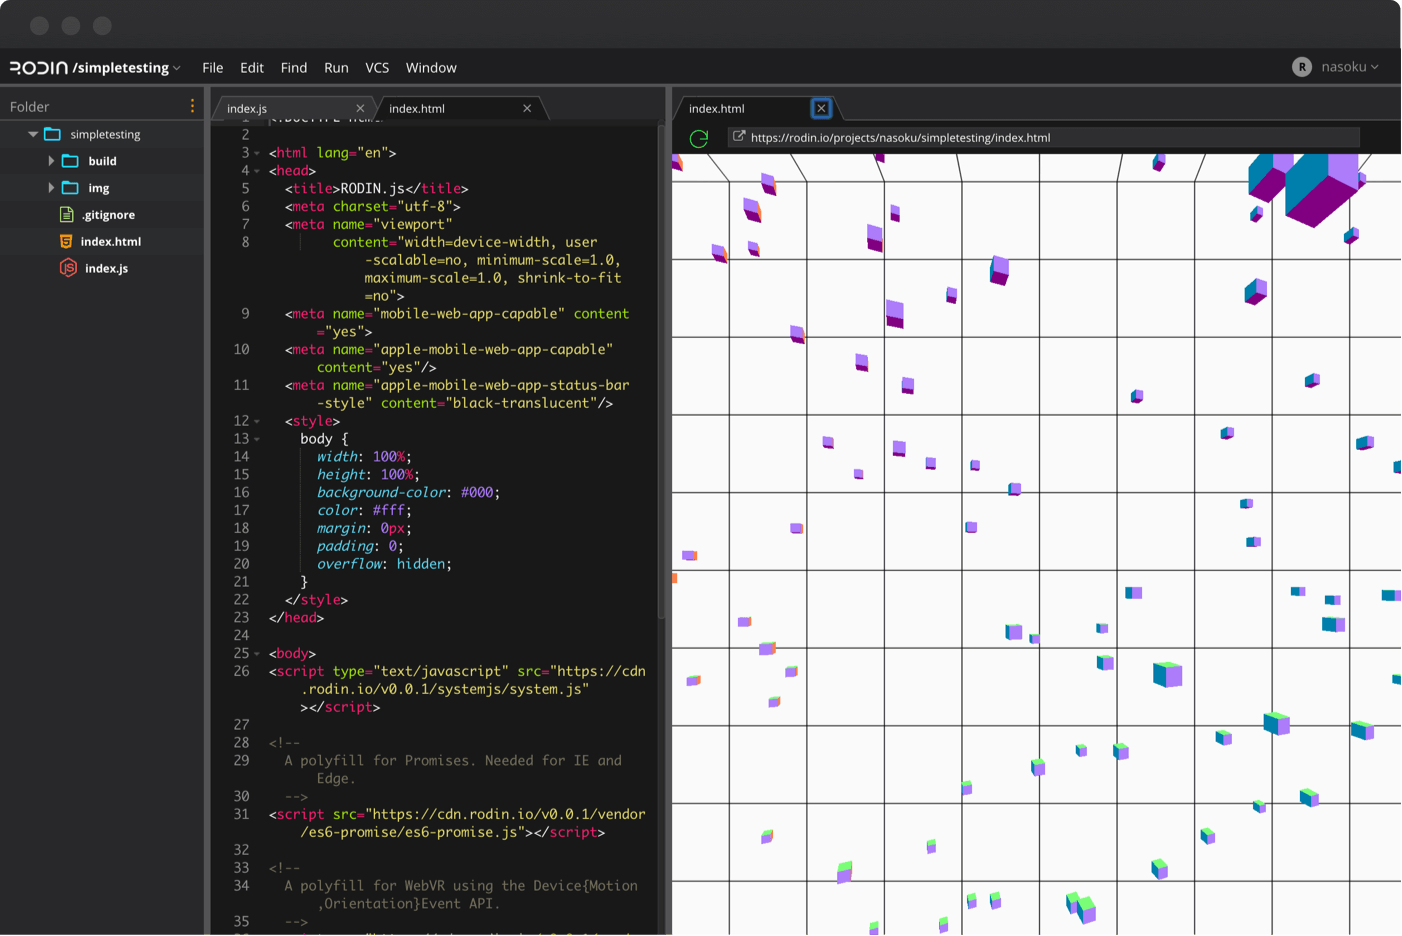 RODIN /simpletesting File Edit Find Run VCS Window R nasoku
Folder
simpletesting
build
img
.gitignore
index.html
index.js
index.js index.html
1 <!DOCTYPE html>
2
3 <html lang="en">
4 <head>
5 <title>RODIN.js</title>
6 <meta charset="utf-8">
7 <meta name="viewport"
8 content="width=device-width, user
-scalable=no, minimum-scale=1.0,
maximum-scale=1.0, shrink-to-fit
=no">
9 <meta name="mobile-web-app-capable" content
="yes">
10 <meta name="apple-mobile-web-app-capable"
content="yes"/>
11 <meta name="apple-mobile-web-app-status-bar
-style" content="black-translucent"/>
12 <style>
13 body {
14 width: 100%;
15 height: 100%;
16 background-color: #000;
17 color: #fff;
18 margin: 0px;
19 padding: 0;
20 overflow: hidden;
21 }
22 </style>
23 </head>
24
25 <body>
26 <script type="text/javascript" src="https://cdn
.rodin.io/v0.0.1/systemjs/system.js"
></script>
27
28 <!--
29 A polyfill for Promises. Needed for IE and
Edge.
30 -->
31 <script src="https://cdn.rodin.io/v0.0.1/vendor
/es6-promise/es6-promise.js"></script>
32
33 <!--
34 A polyfill for WebVR using the Device{Motion
,Orientation}Event API.
35 -->
index.html
https://rodin.io/projects/nasoku/simpletesting/index.html